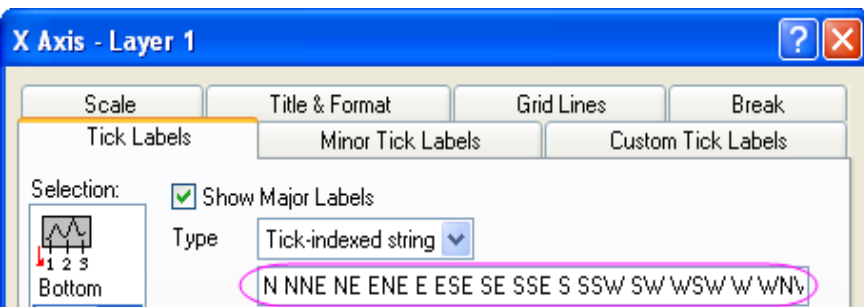 X Axis - Layer 1
Scale Title & Format Grid Lines Break
Tick Labels Minor Tick Labels Custom Tick Labels
Selection: Show Major Labels
Type Tick-indexed string
1 2 3
Bottom N NNE NE ENE E ESE SE SSE S SSW SW WSW W